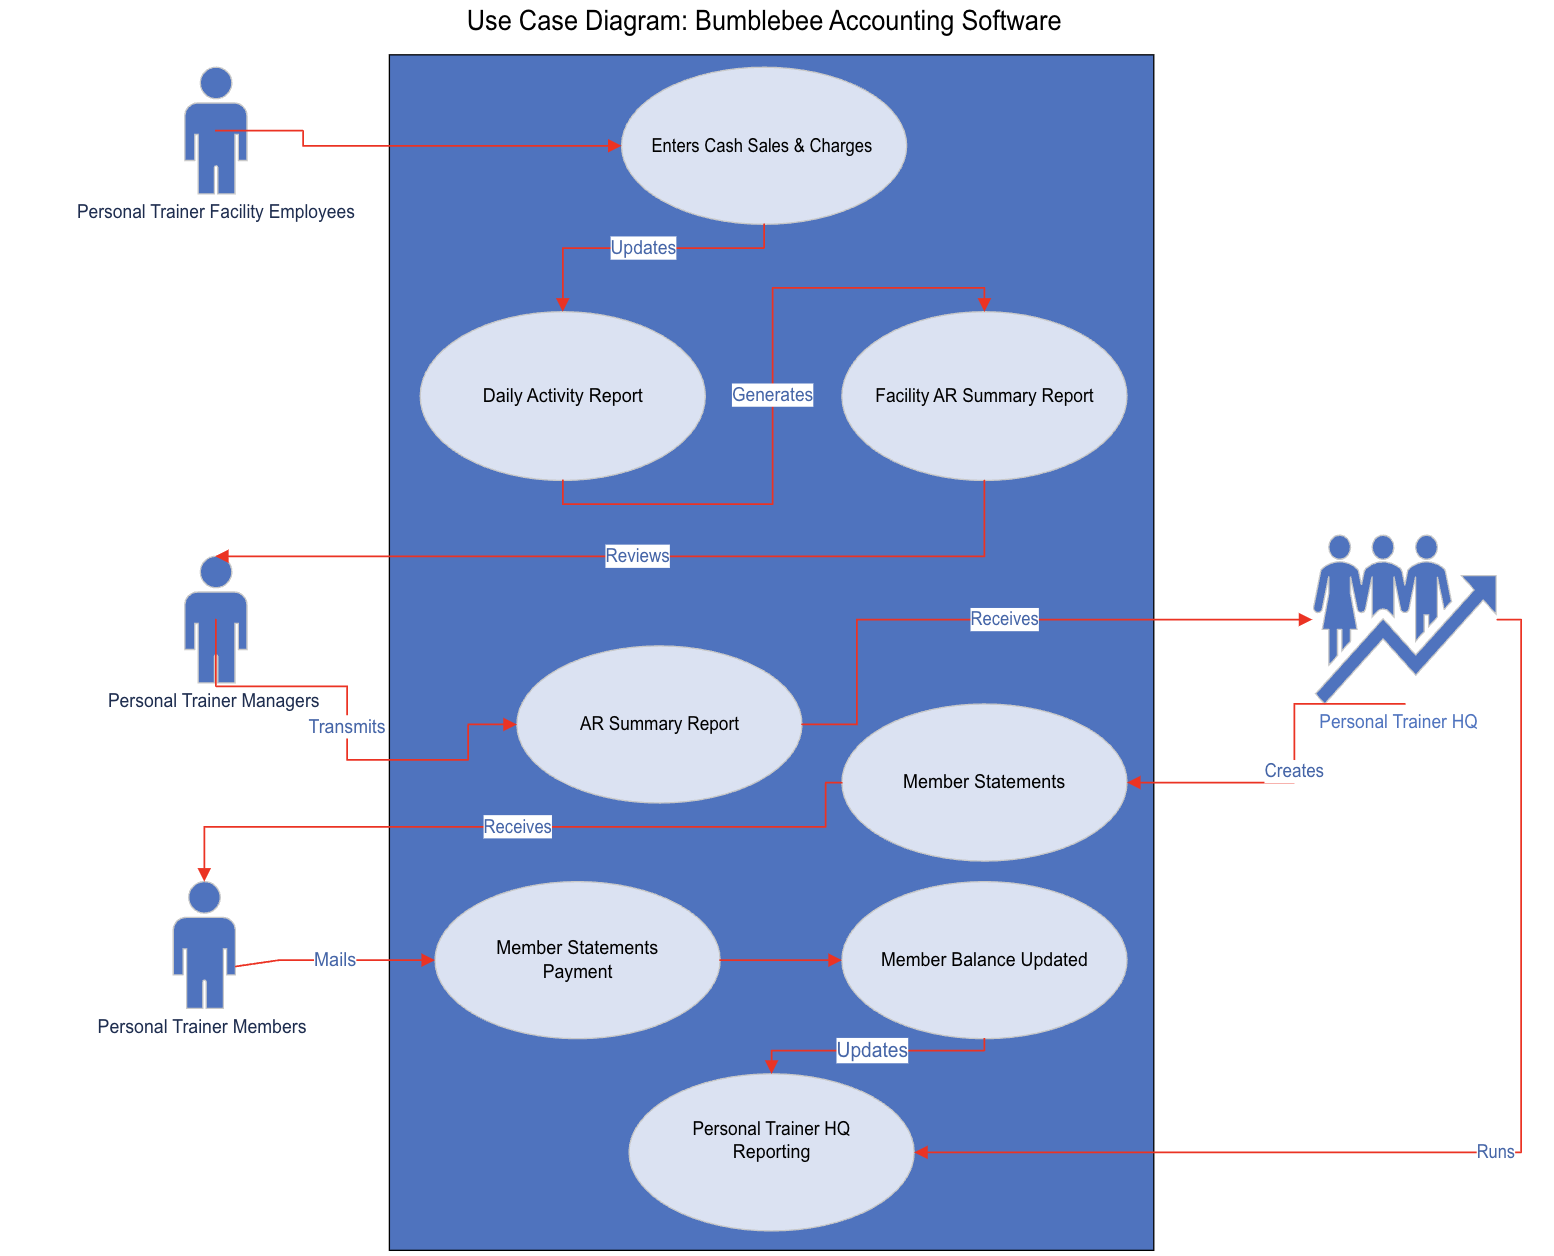 Use Case Diagram: Bumblebee Accounting Software
Enters Cash Sales & Charges
Personal Trainer Facility Employees
Updates
Daily Activity Report
Generates
Facility AR Summary Report
Reviews
Receives
Personal Trainer Managers
Transmits
AR Summary Report
Personal Trainer HQ
Creates
Member Statements
Receives
Mails
Member Statements
Payment
Member Balance Updated
Personal Trainer Members
Updates
Personal Trainer HQ
Reporting
Runs